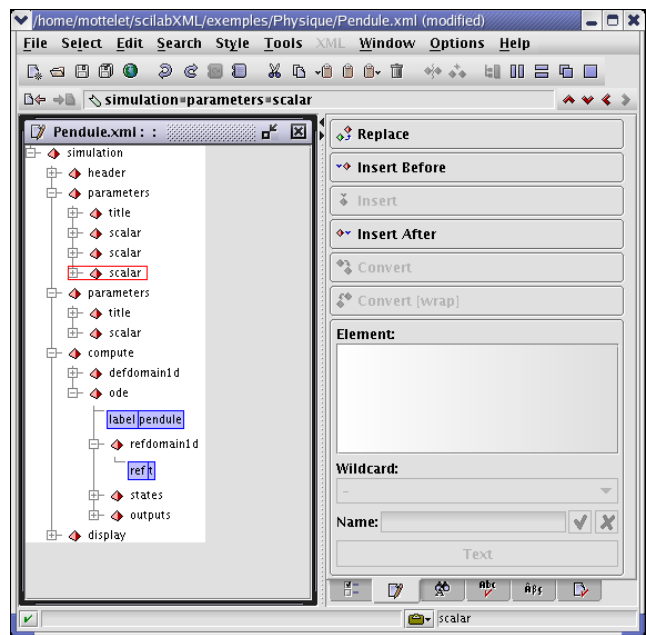 /home/mottelet/scilabXML/exemples/Physique/Pendule.xml (modified)
File Select Edit Search Style Tools XML Window Options Help
simulation=parameters=scalar
Pendule.xml : :
simulation
header
parameters
title
scalar
scalar
scalar
parameters
title
scalar
compute
defdomain1d
ode
label pendule
refdomain1d
ref t
states
outputs
display
Replace
Insert Before
Insert
Insert After
Convert
Convert [wrap]
Element:
Wildcard:
-
Name:
Text
Abc
scalar